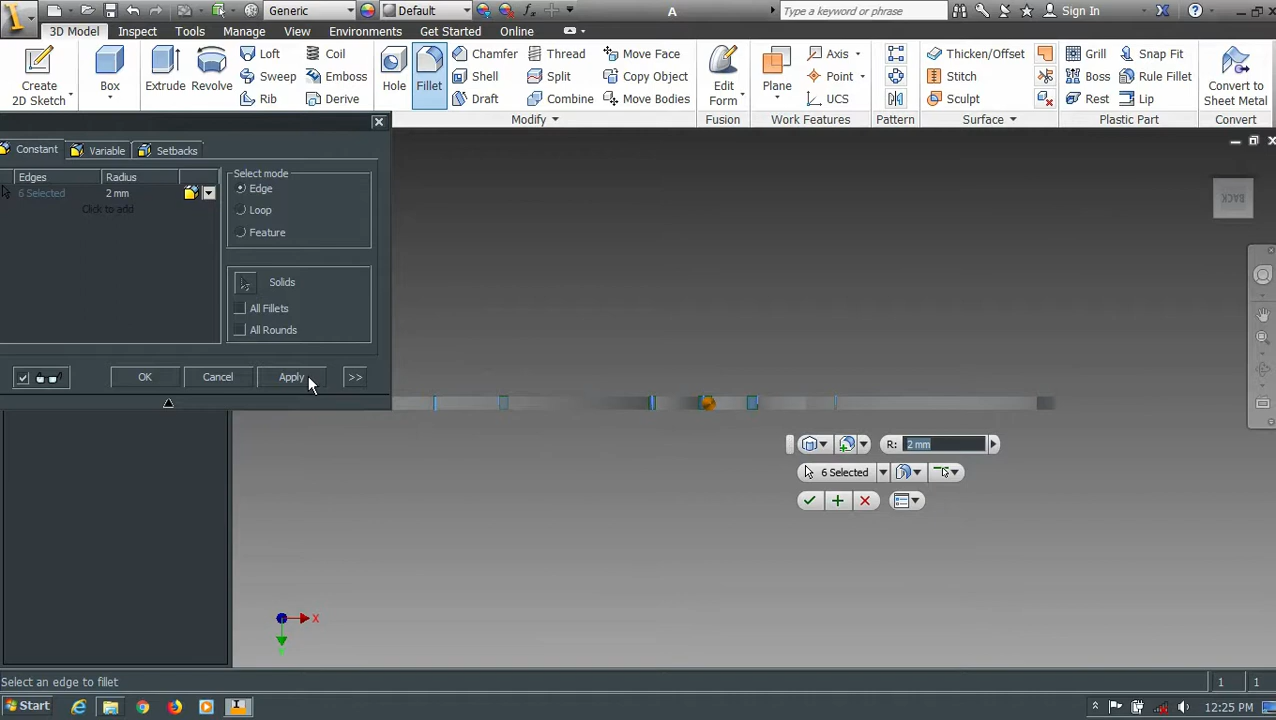 Generic
Default
A
Type a keyword or phrase
Sign In
3D Model Inspect Tools Manage View Environments Get Started Online
Create
2D Sketch
Box
Extrude
Revolve
Loft
Sweep
Rib
Coil
Emboss
Derive
Hole
Fillet
Chamfer
Shell
Draft
Thread
Split
Combine
Move Face
Copy Object
Move Bodies
Edit
Form
Plane
Axis
Point
UCS
Thicken/Offset
Stitch
Sculpt
Grill
Boss
Rest
Snap Fit
Rule Fillet
Lip
Convert to
Sheet Metal
Modify Fusion Work Features Pattern Surface Plastic Part Convert
Constant Variable Setbacks
Edges Radius
6 Selected 2 mm
Click to add
Select mode
Edge
Loop
Feature
Solids
All Fillets
All Rounds
OK Cancel Apply >>
BACK
R: 2 mm
6 Selected
X
Select an edge to fillet
1 1
Start
12:25 PM